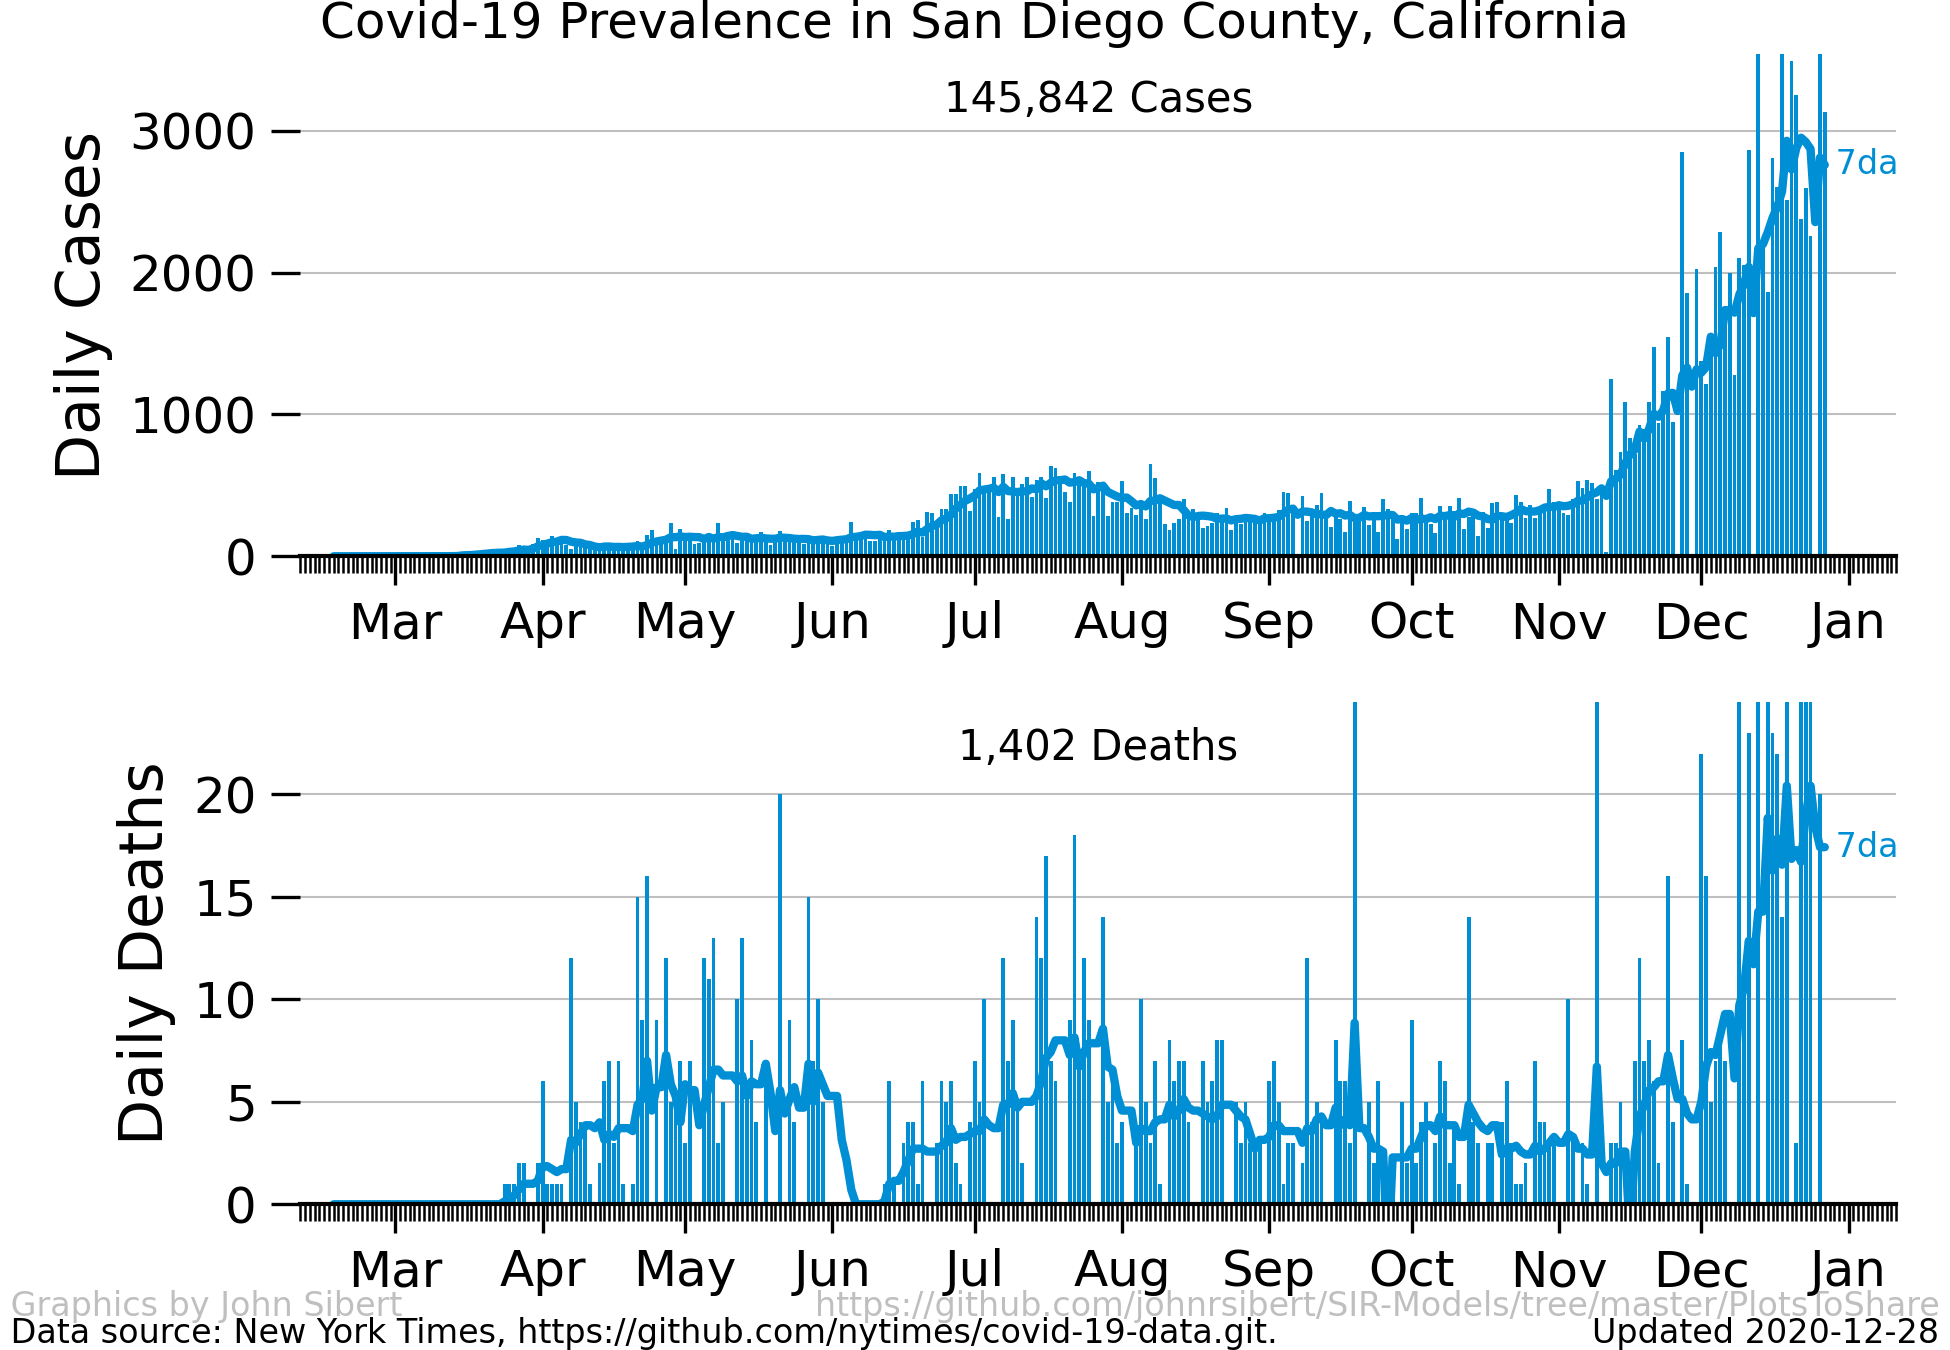 Covid-19 Prevalence in San Diego County, California
145,842 Cases
Daily Cases
3000
2000
1000
0
7da
Mar Apr May Jun Jul Aug Sep Oct Nov Dec Jan
1,402 Deaths
Daily Deaths
20
15
10
5
0
7da
Mar Apr May Jun Jul Aug Sep Oct Nov Dec Jan
Graphics by John Sibert https://github.com/johnrsibert/SIR-Models/tree/master/PlotsToShare
Data source: New York Times, https://github.com/nytimes/covid-19-data.git. Updated 2020-12-28